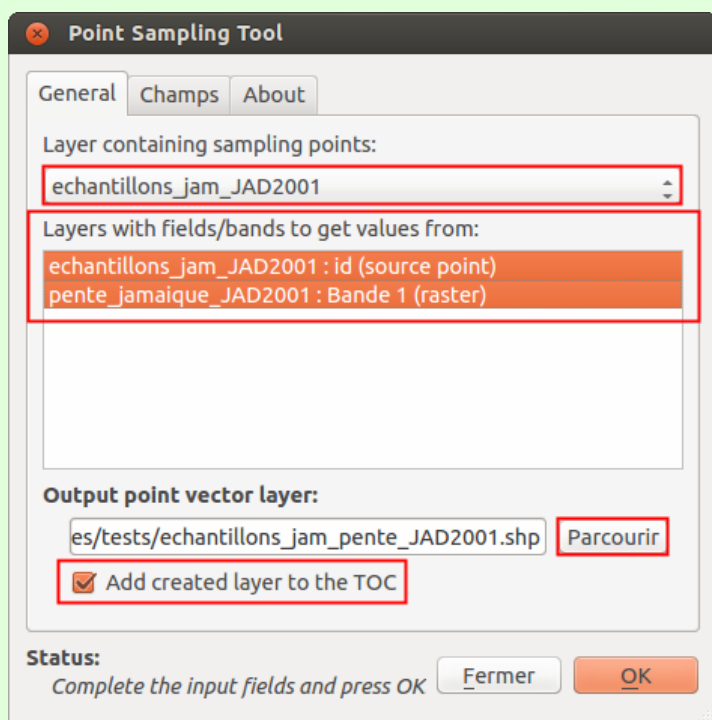 Point Sampling Tool
General Champs About
Layer containing sampling points:
echantillons_jam_JAD2001
Layers with fields/bands to get values from:
echantillons_jam_JAD2001 : id (source point)
pente_jamaique_JAD2001 : Bande 1 (raster)
Output point vector layer:
es/tests/echantillons_jam_pente_JAD2001.shp Parcourir
Add created layer to the TOC
Status:
Complete the input fields and press OK Fermer OK